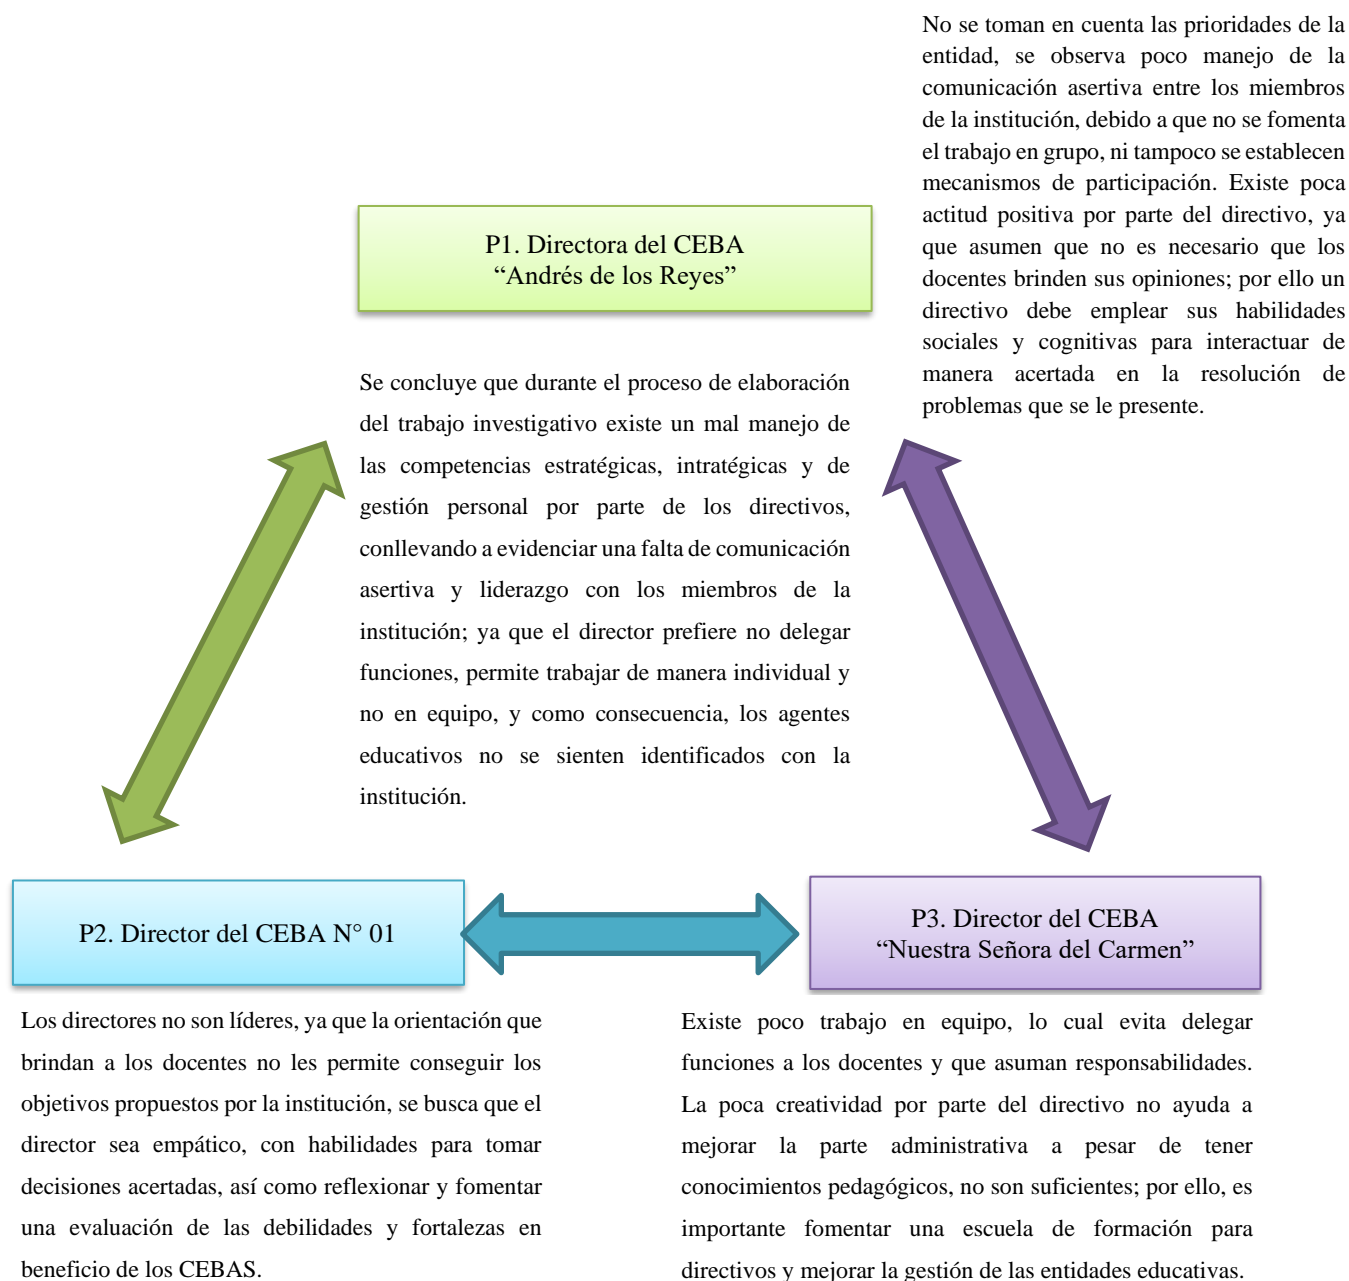 No se toman en cuenta las prioridades de la
entidad, se observa poco manejo de la
comunicación asertiva entre los miembros
de la institución, debido a que no se fomenta
el trabajo en grupo, ni tampoco se establecen
mecanismos de participación. Existe poca
actitud positiva por parte del directivo, ya
que asumen que no es necesario que los
docentes brinden sus opiniones; por ello un
directivo debe emplear sus habilidades
sociales y cognitivas para interactuar de
manera acertada en la resolución de
problemas que se le presente.
P1. Directora del CEBA
“Andrés de los Reyes”
Se concluye que durante el proceso de elaboración
del trabajo investigativo existe un mal manejo de
las competencias estratégicas, intratégicas y de
gestión personal por parte de los directivos,
conllevando a evidenciar una falta de comunicación
asertiva y liderazgo con los miembros de la
institución; ya que el director prefiere no delegar
funciones, permite trabajar de manera individual y
no en equipo, y como consecuencia, los agentes
educativos no se sienten identificados con la
institución.
P2. Director del CEBA N° 01
P3. Director del CEBA
“Nuestra Señora del Carmen”
Los directores no son líderes, ya que la orientación que
brindan a los docentes no les permite conseguir los
objetivos propuestos por la institución, se busca que el
director sea empático, con habilidades para tomar
decisiones acertadas, así como reflexionar y fomentar
una evaluación de las debilidades y fortalezas en
beneficio de los CEBAS.
Existe poco trabajo en equipo, lo cual evita delegar
funciones a los docentes y que asuman responsabilidades.
La poca creatividad por parte del directivo no ayuda a
mejorar la parte administrativa a pesar de tener
conocimientos pedagógicos, no son suficientes; por ello, es
importante fomentar una escuela de formación para
directivos y mejorar la gestión de las entidades educativas.